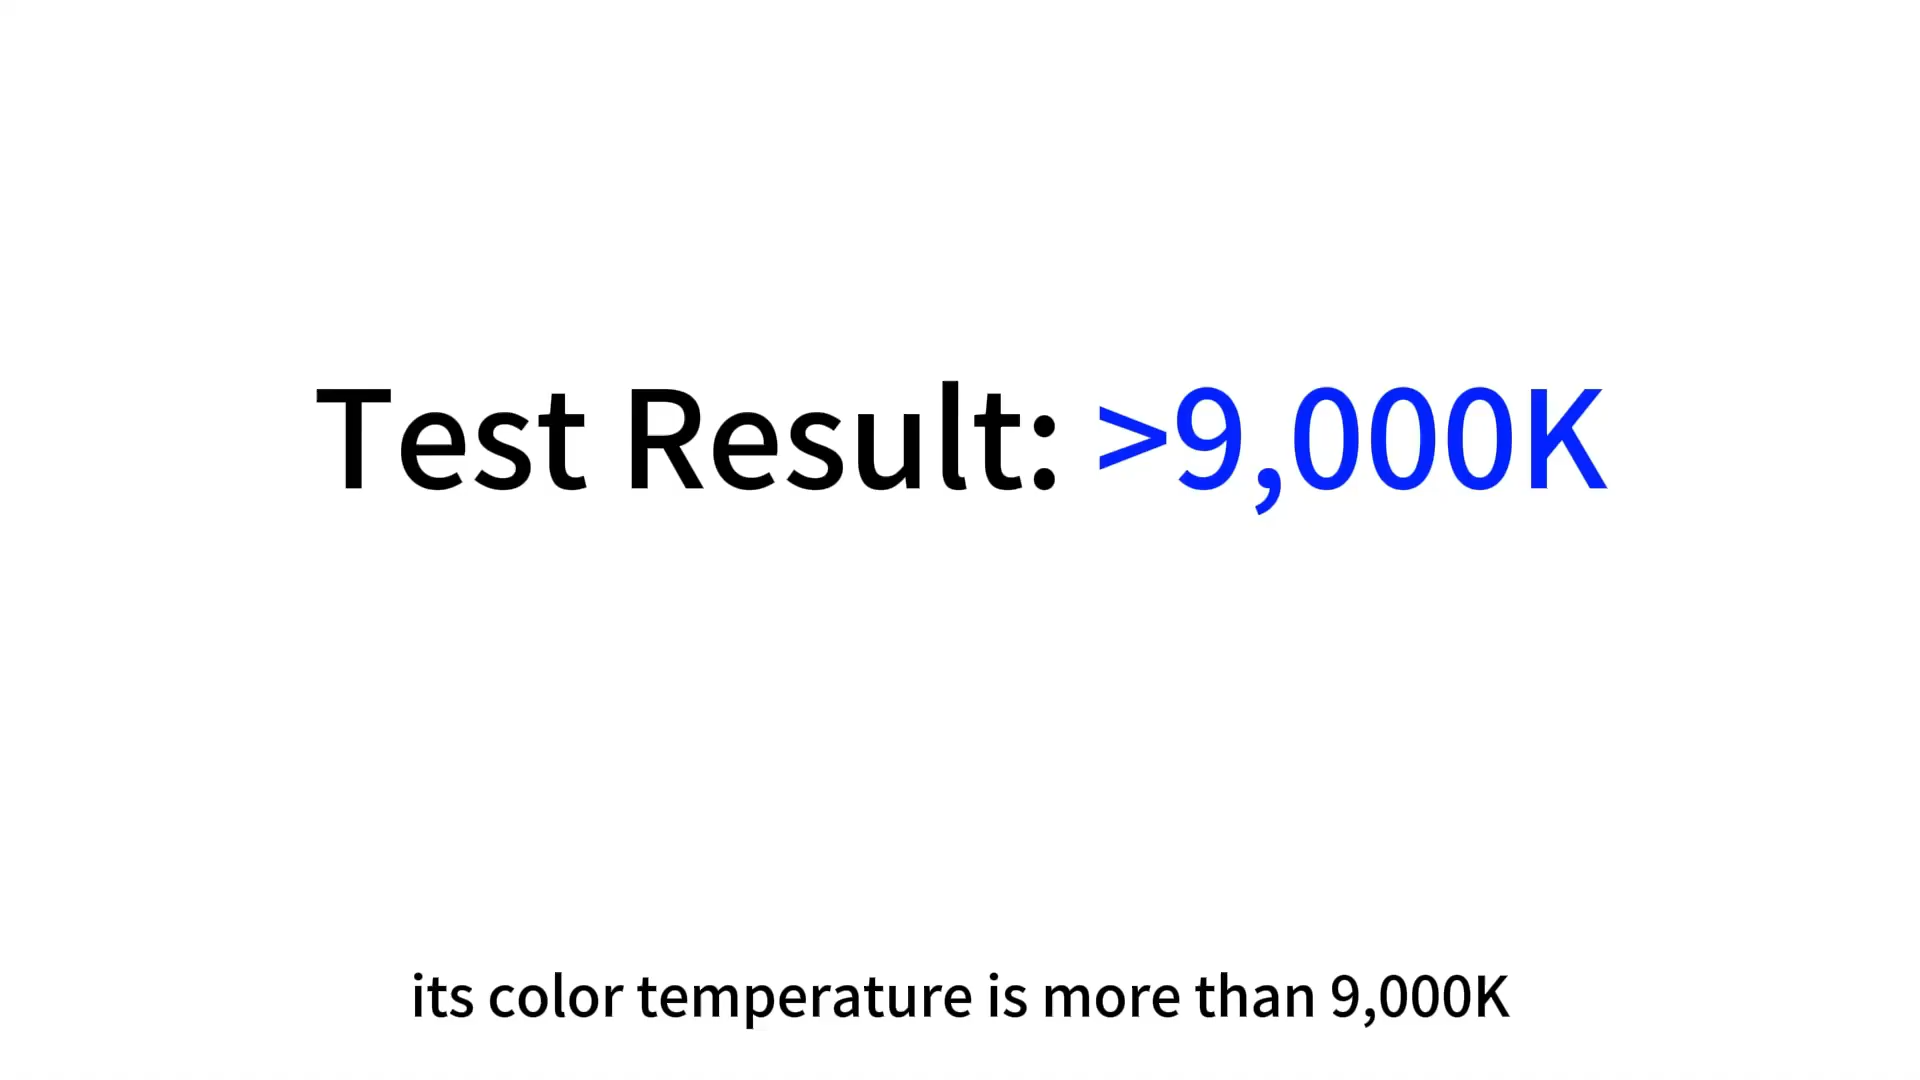 Test Result: >9,000K
its color temperature is more than 9,000K